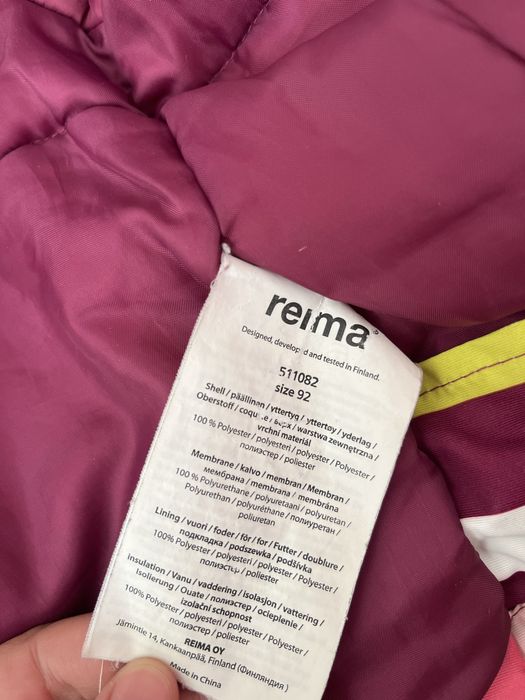 reima
Designed, developed and tested in Finland.
511082
size 92
Shell / päällinen / yttertyg / yttertoy / yderlag /
Oberstoff / coque / верх / warstwa zewnętrzna /
vrchní materiál
100 % Polyester / polyesteri / polyester / Polyester /
полиэстер / poliester
Membrane / kalvo / membran / Membran /
мембрана / membrana / membrána
100 % Polyurethane / polyuretaani / polyuretan /
Polyurethan / polyuréthane / полиуретан /
poliuretan
Lining / vuori / foder / fôr / for / Futter / doublure /
подкладка / podszewka / podšívka
100% Polyester / polyesteri / polyester / Polyester /
полиэстер / poliester
Insulation / Vanu / vaddering / isolasjon / vattering /
Isolierung / Ouate / полиэстер / ocieplenie /
izolační schopnost
100% Polyester / polyesteri / polyester / Polyester /
полиэстер / poliester
REIMA OY
Jämintie 14, Kankaanpää, Finland (Финляндия)
Made in China